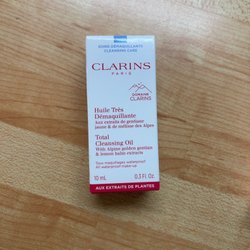 SOINS DÉMAQUILLANTS
CLEANSING CARE
CLARINS
PARIS
DOMAINE
CLARINS
Huile Très
Démaquillante
Aux extraits de gentiane
jaune & de mélisse des Alpes
Total
Cleansing Oil
With Alpine golden gentian
& lemon balm extracts
Tous maquillages waterproof
All waterproof make-up
10 mL 0.3 FL. OZ.
AUX EXTRAITS DE PLANTES